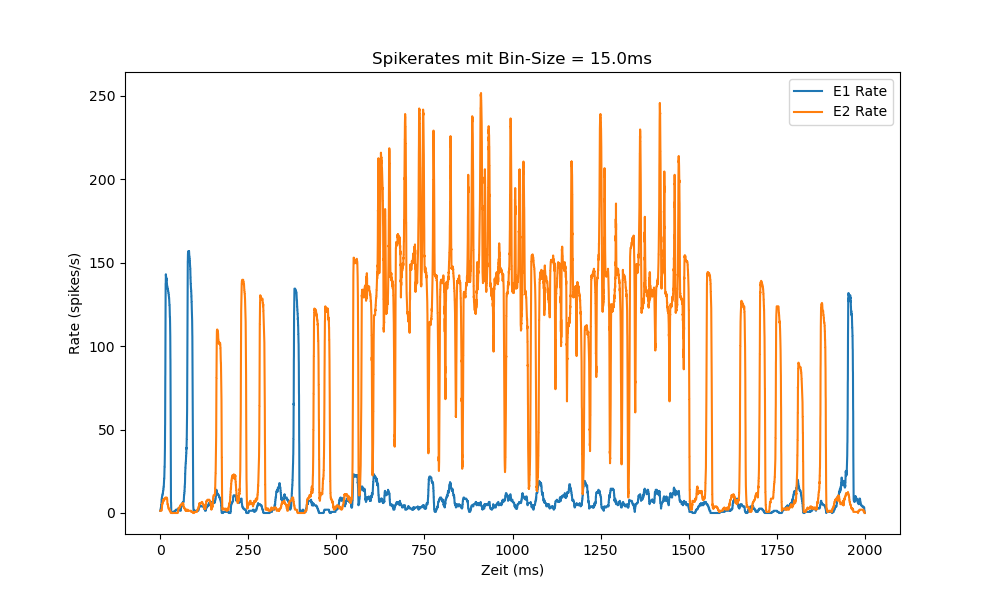 Spikerates mit Bin-Size = 15.0ms
E1 Rate
E2 Rate
Rate (spikes/s)
250
200
150
100
50
0
0 250 500 750 1000 1250 1500 1750 2000
Zeit (ms)